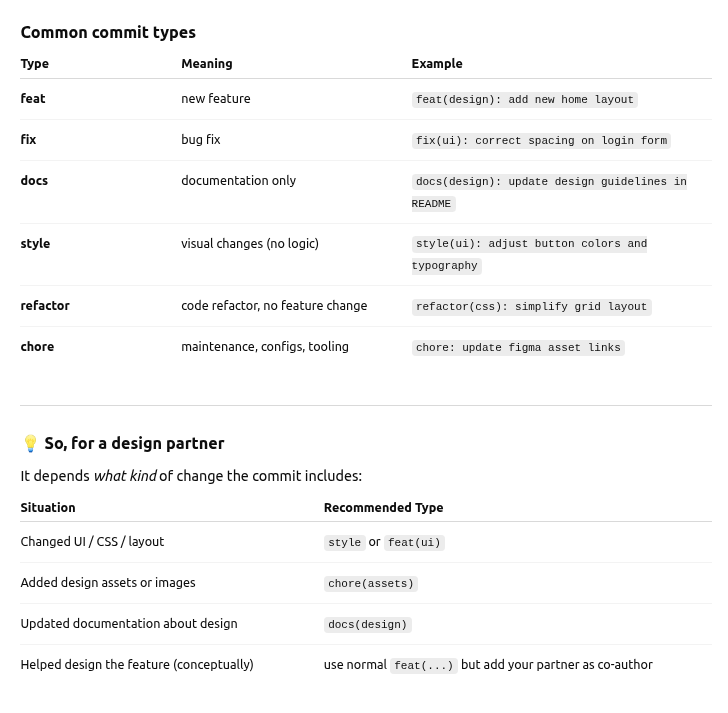 Common commit types
Type Meaning Example
feat new feature feat(design): add new home layout
fix bug fix fix(ui): correct spacing on login form
docs documentation only docs(design): update design guidelines in
README
style visual changes (no logic) style(ui): adjust button colors and
typography
refactor code refactor, no feature change refactor(css): simplify grid layout
chore maintenance, configs, tooling chore: update figma asset links
💡 So, for a design partner
It depends what kind of change the commit includes:
Situation Recommended Type
Changed UI / CSS / layout style or feat(ui)
Added design assets or images chore(assets)
Updated documentation about design docs(design)
Helped design the feature (conceptually) use normal feat(...) but add your partner as co-author